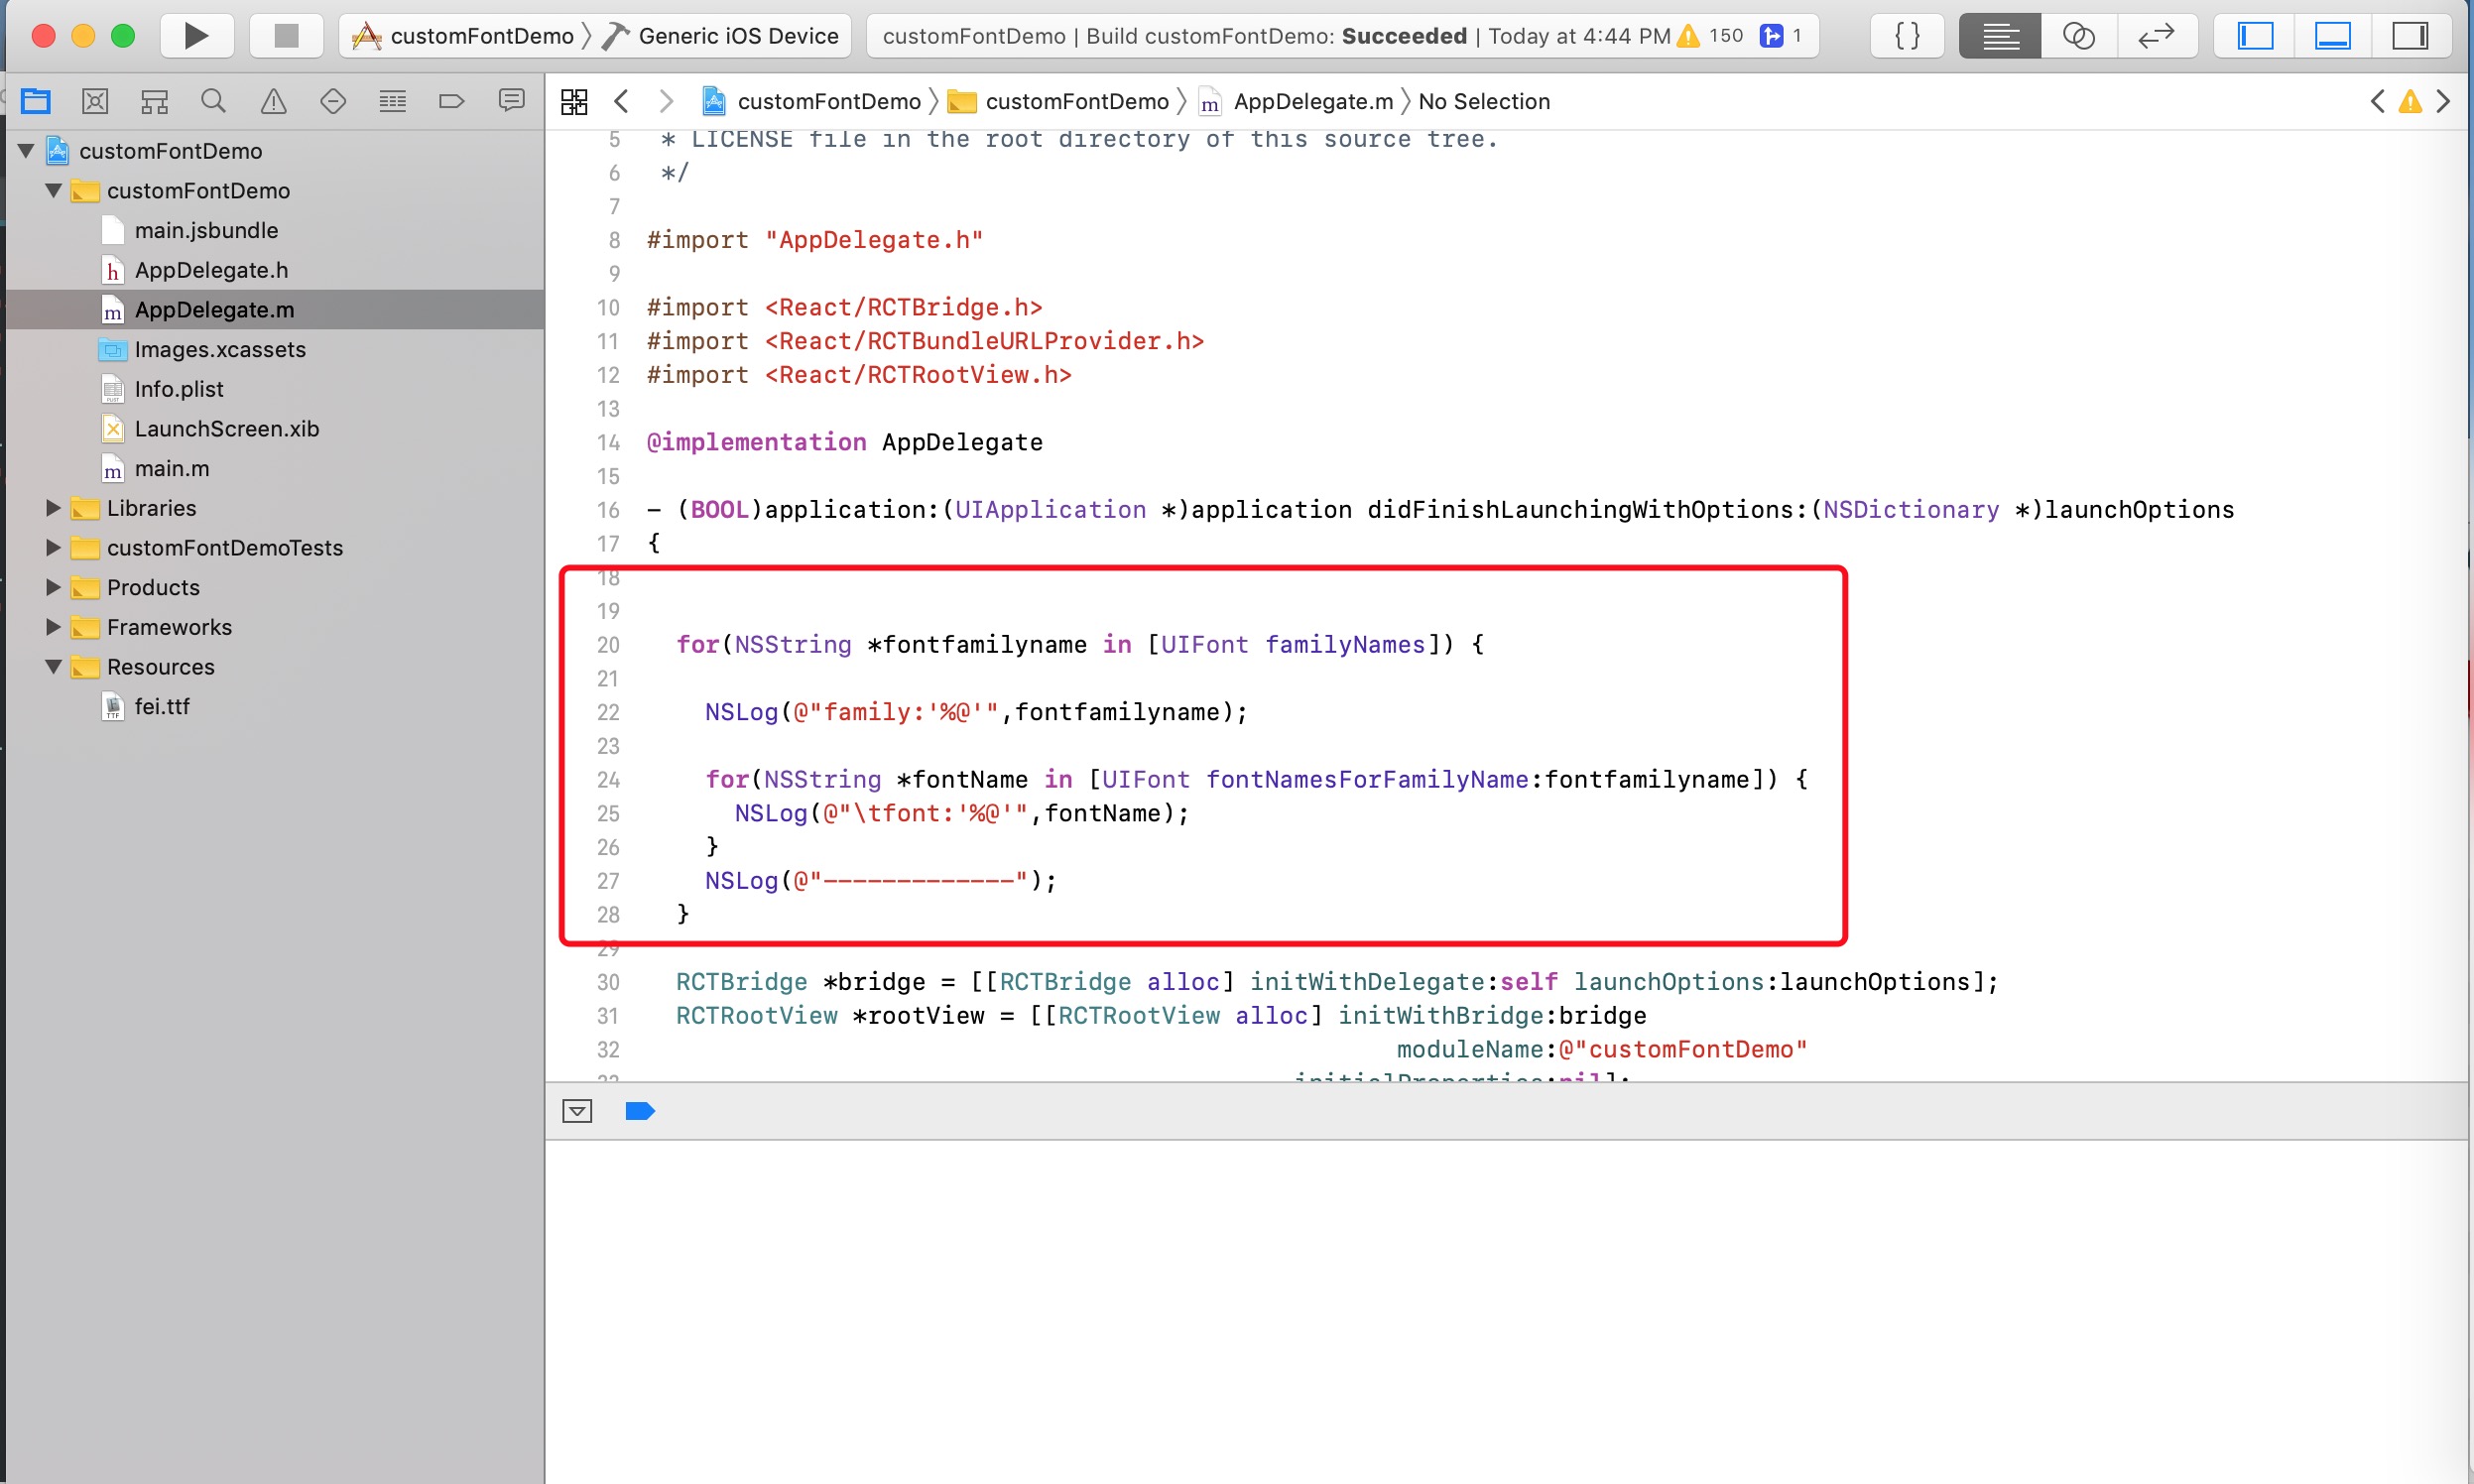 customFontDemo 〉 Generic iOS Device
customFontDemo | Build customFontDemo: Succeeded | Today at 4:44 PM 150 1
{ }
customFontDemo 〉 customFontDemo 〉 m AppDelegate.m 〉 No Selection
customFontDemo
customFontDemo
main.jsbundle
h AppDelegate.h
m AppDelegate.m
Images.xcassets
Info.plist
LaunchScreen.xib
m main.m
Libraries
customFontDemoTests
Products
Frameworks
Resources
TTF fei.ttf
5 * LICENSE file in the root directory of this source tree.
6 */
7
8 #import "AppDelegate.h"
9
10 #import <React/RCTBridge.h>
11 #import <React/RCTBundleURLProvider.h>
12 #import <React/RCTRootView.h>
13
14 @implementation AppDelegate
15
16 - (BOOL)application:(UIApplication *)application didFinishLaunchingWithOptions:(NSDictionary *)launchOptions
17 {
18
19
20 for(NSString *fontfamilyname in [UIFont familyNames]) {
21
22 NSLog(@"family:'%@'",fontfamilyname);
23
24 for(NSString *fontName in [UIFont fontNamesForFamilyName:fontfamilyname]) {
25 NSLog(@"\tfont:'%@'",fontName);
26 }
27 NSLog(@"-------------");
28 }
29
30 RCTBridge *bridge = [[RCTBridge alloc] initWithDelegate:self launchOptions:launchOptions];
31 RCTRootView *rootView = [[RCTRootView alloc] initWithBridge:bridge
32 moduleName:@"customFontDemo"
33 initialProperties:nil];